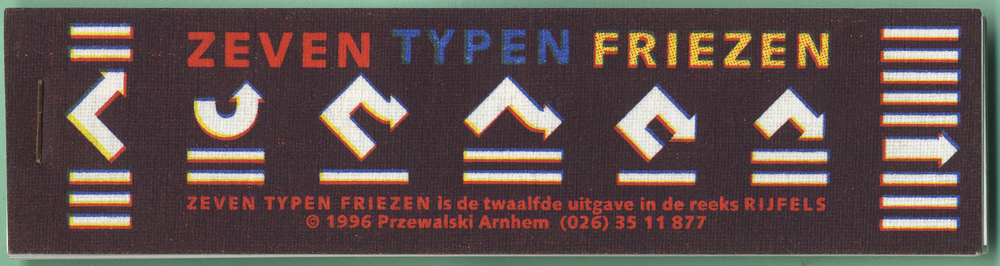 ZEVEN TYPEN FRIEZEN
ZEVEN TYPEN FRIEZEN is de twaalfde uitgave in de reeks RIJFELS
© 1996 Przewalski Arnhem (026) 35 11 877